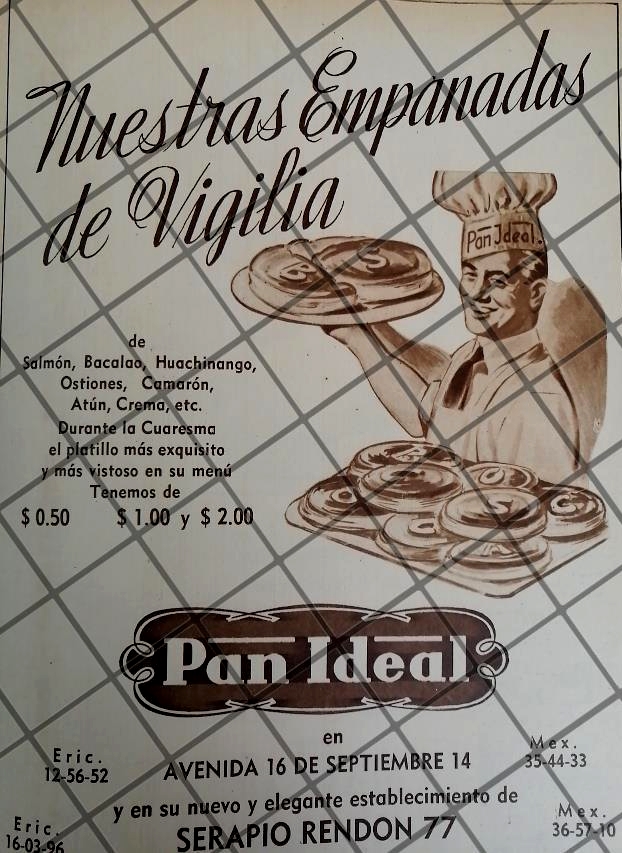 Nuestras Empanadas
de Vigilia
Pan Ideal.
de
Salmón, Bacalao, Huachinango,
Ostiones, Camarón,
Atún, Crema, etc.
Durante la Cuaresma
el platillo más exquisito
y más vistoso en su menú
Tenemos de
$ 0.50 $ 1.00 y $ 2.00
Pan Ideal
en
Eric.
12-56-52
AVENIDA 16 DE SEPTIEMBRE 14
Mex.
35-44-33
y en su nuevo y elegante establecimiento de
Eric.
16-03-96
SERAPIO RENDON 77
Mex.
36-57-10